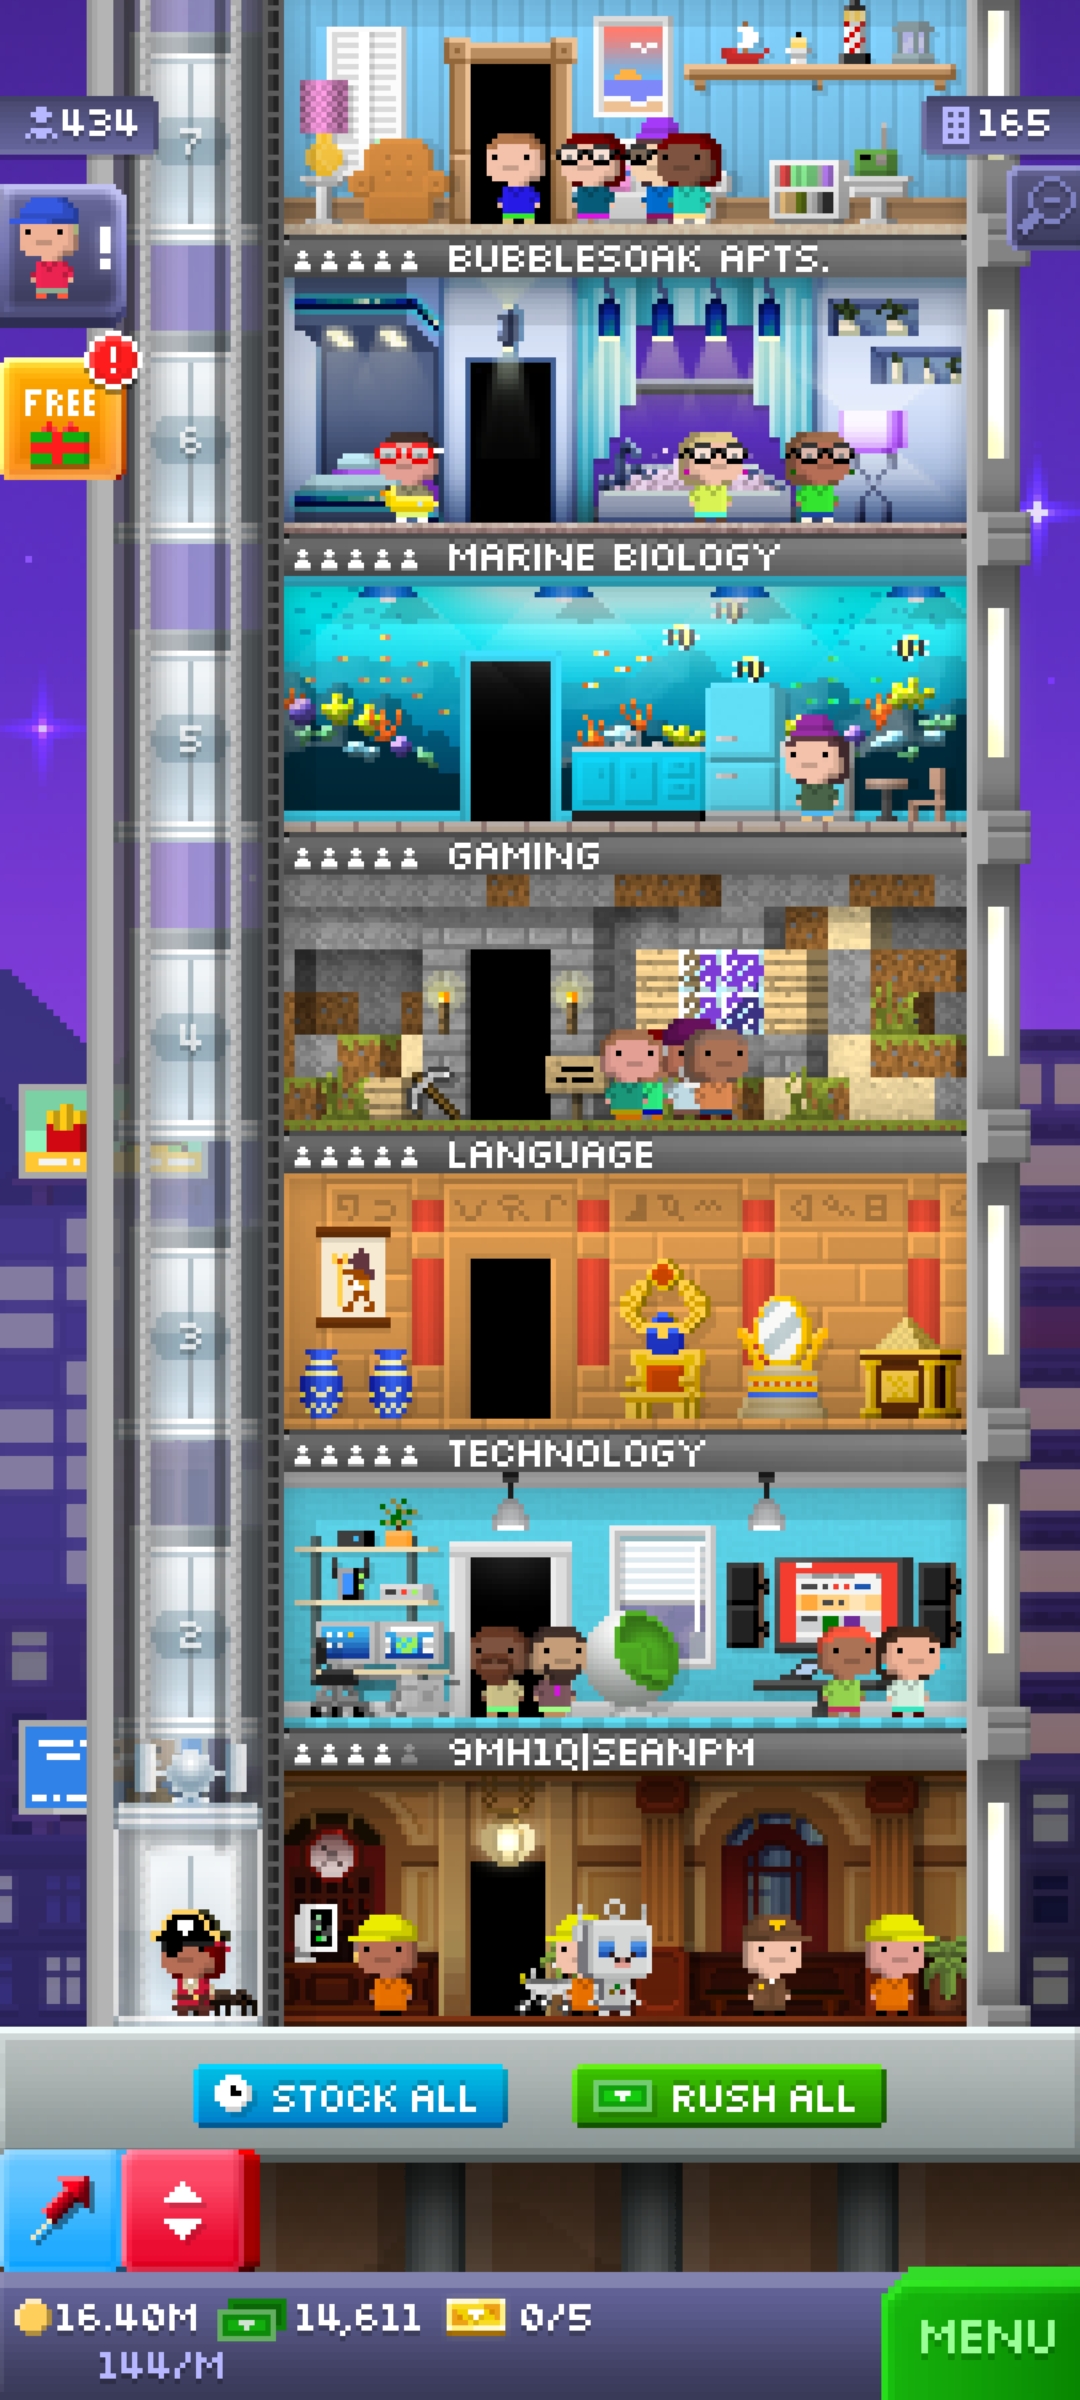 434
165
7
!
BUBBLESOAK APTS.
!
FREE
6
MARINE BIOLOGY
5
GAMING
4
LANGUAGE
3
TECHNOLOGY
2
9MH1Q|SEANPM
STOCK ALL
RUSH ALL
16.40M
14,611
0/5
144/M
MENU